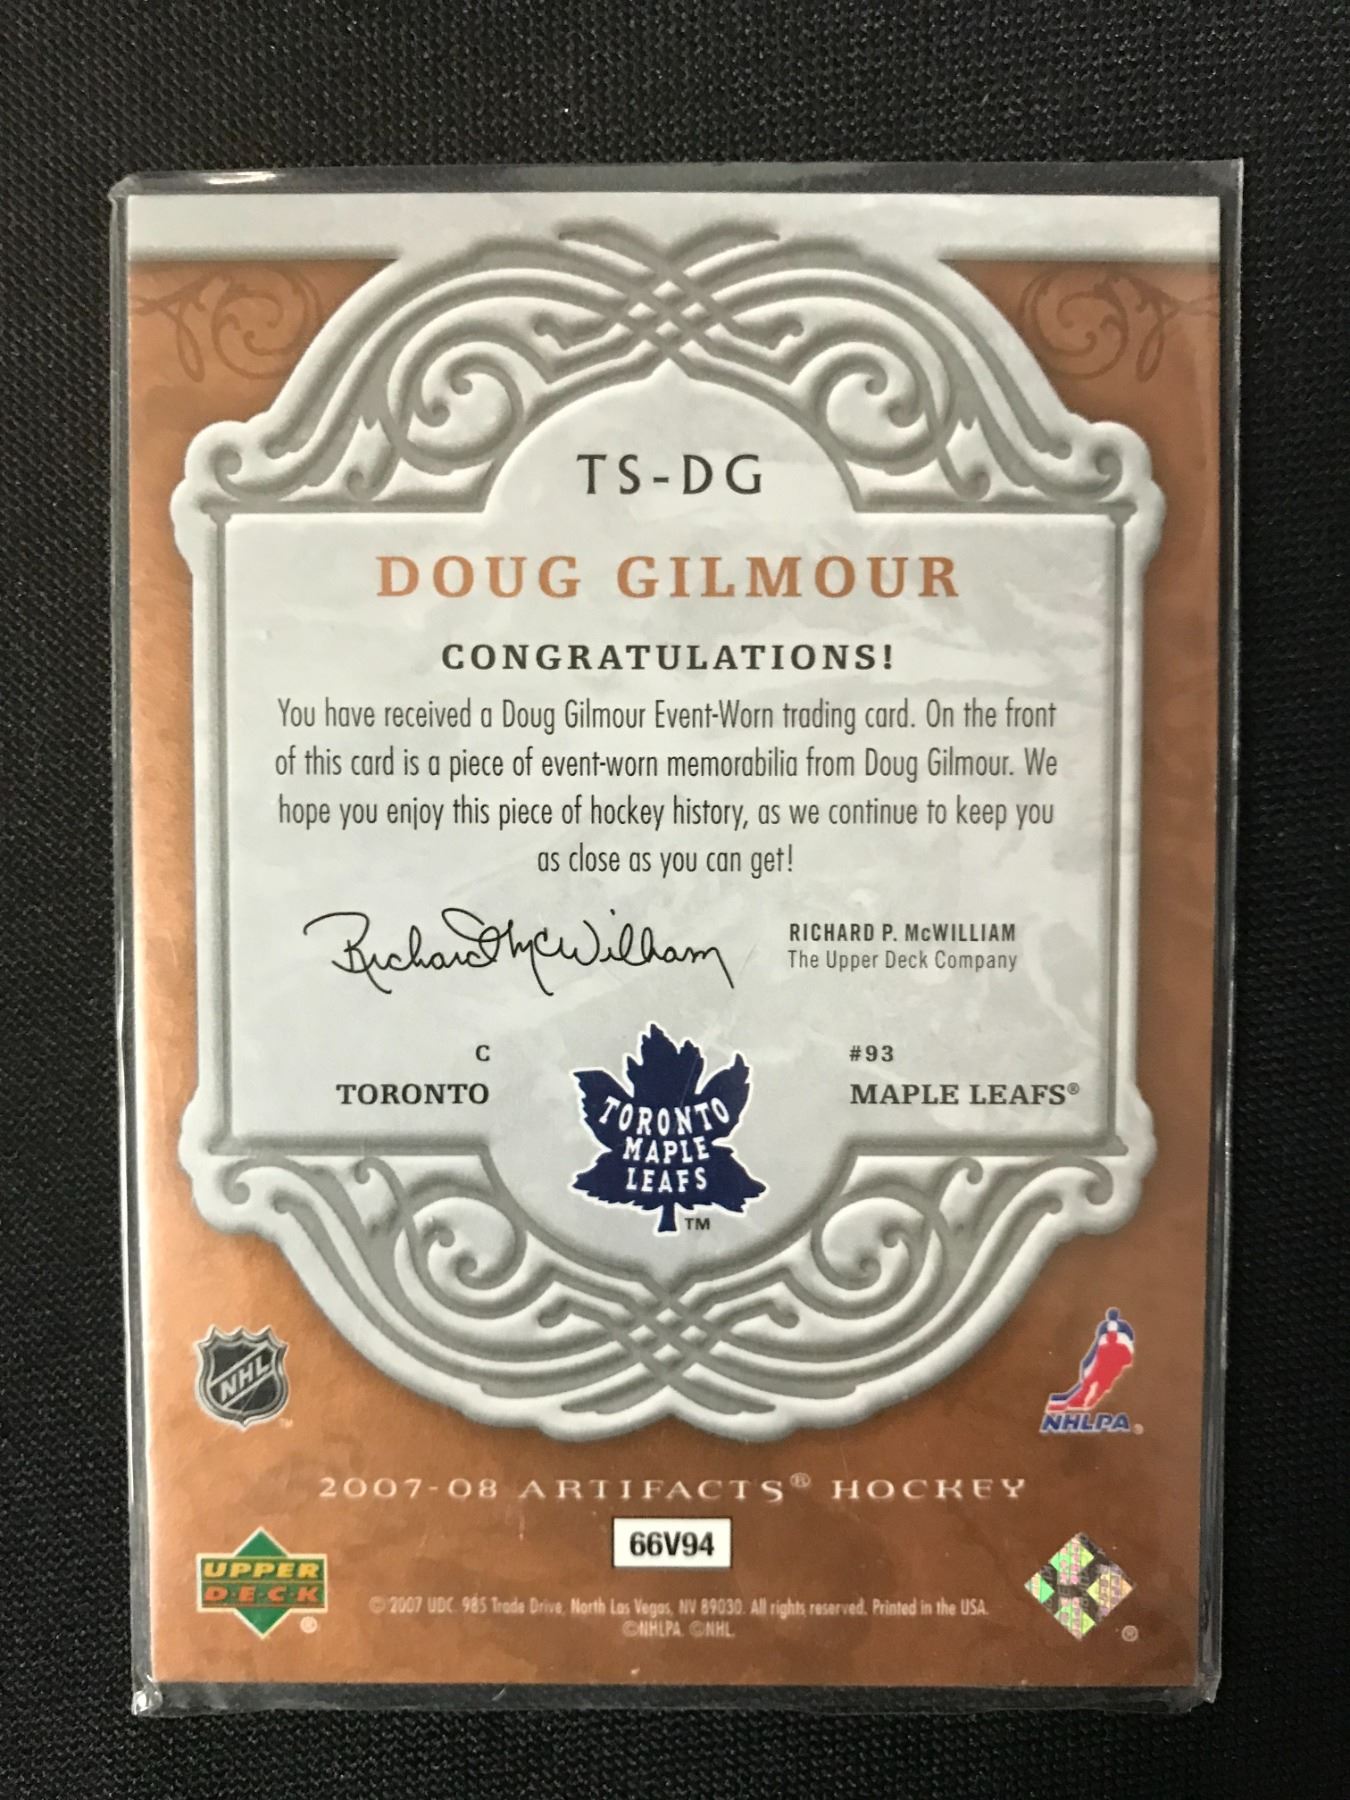 TS-DG
DOUG GILMOUR
CONGRATULATIONS!
You have received a Doug Gilmour Event-Worn trading card. On the front
of this card is a piece of event-worn memorabilia from Doug Gilmour. We
hope you enjoy this piece of hockey history, as we continue to keep you
as close as you can get!
Richard McWilliam
RICHARD P. McWILLIAM
The Upper Deck Company
C
TORONTO
TORONTO
MAPLE
LEAFS
TM
#93
MAPLE LEAFS®
NHL
NHLPA®
2007-08 ARTIFACTS® HOCKEY
66V94
UPPER
D·E·C·K
®
© 2007 UDC. 985 Trade Drive, North Las Vegas, NV 89030. All rights reserved. Printed in the USA.
©NHLPA. ©NHL.
®